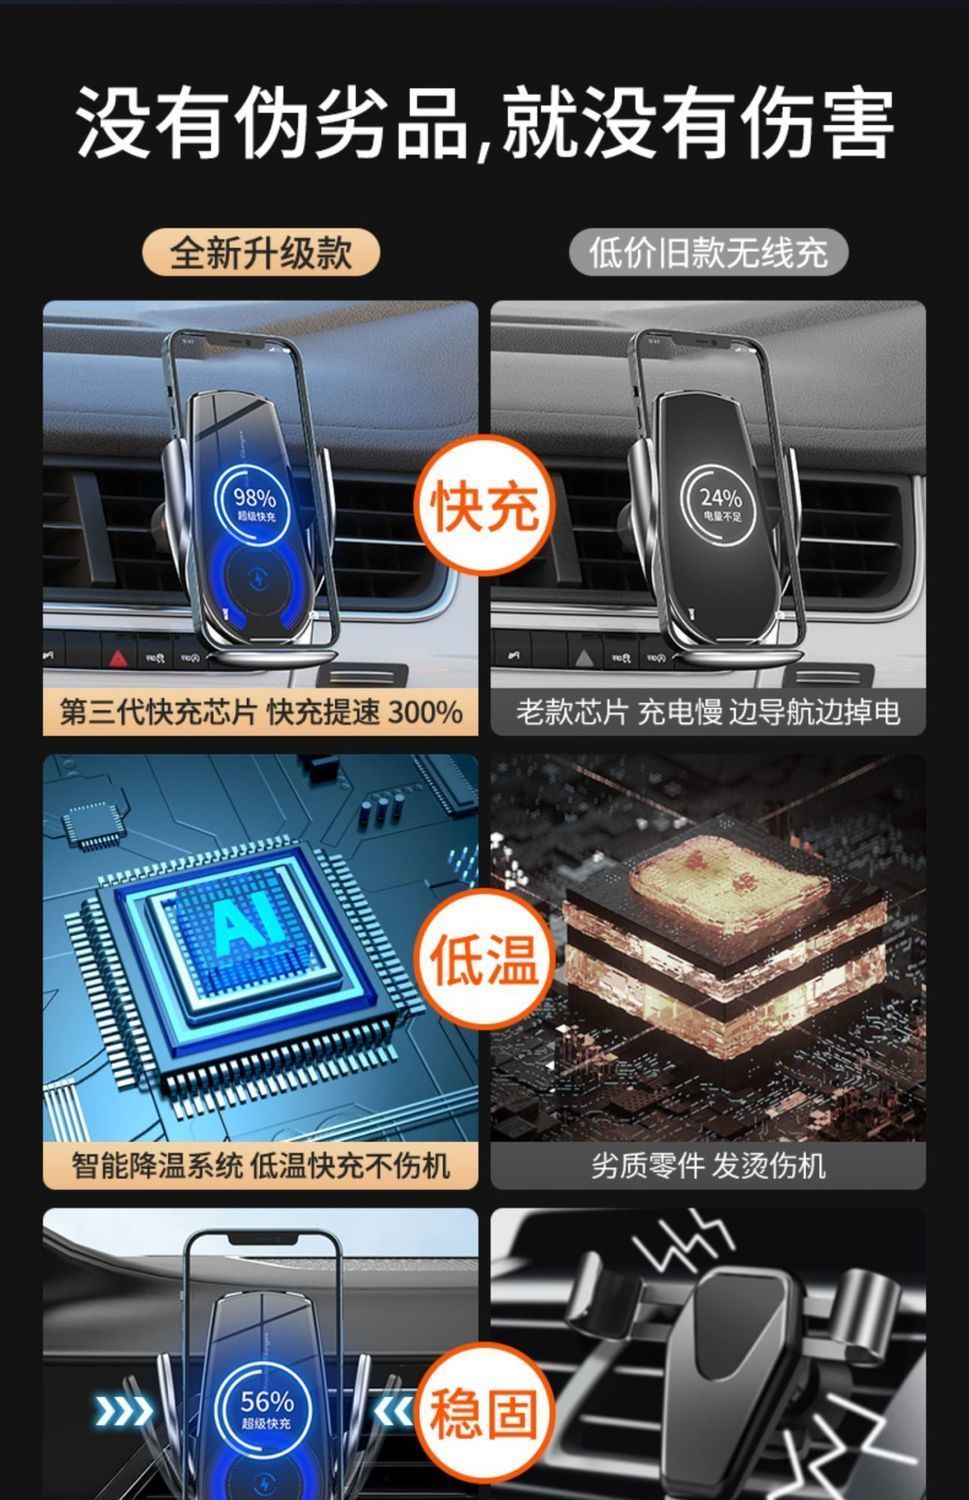 没有伪劣品,就没有伤害
全新升级款
低价旧款无线充
98%
超级快充
快充
24%
电量不足
第三代快充芯片 快充提速 300%
老款芯片 充电慢 边导航边掉电
AI
低温
智能降温系统 低温快充不伤机
劣质零件 发烫伤机
56%
超级快充
稳固